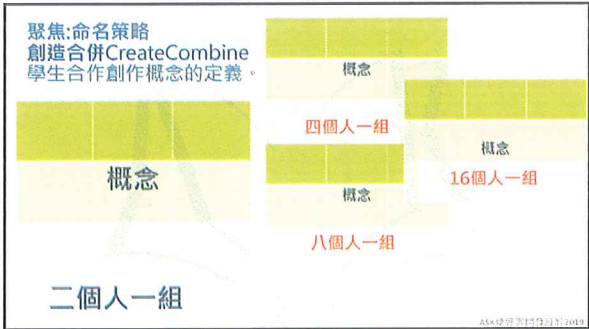 聚焦:命名策略
創造合併CreateCombine
學生合作創作概念的定義。
概念
二個人一組
概念
四個人一組
概念
八個人一組
概念
16個人一組
2019